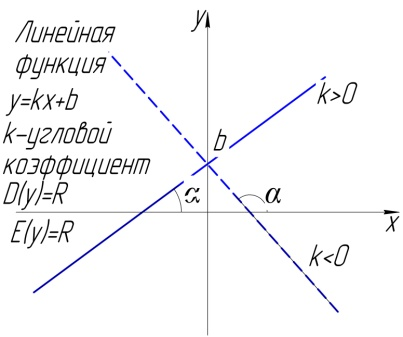 Линейная
функция
y=kx+b
k-угловой
коэффициент
D(y)=R
E(y)=R
y
k>0
b
α
α
x
k<0